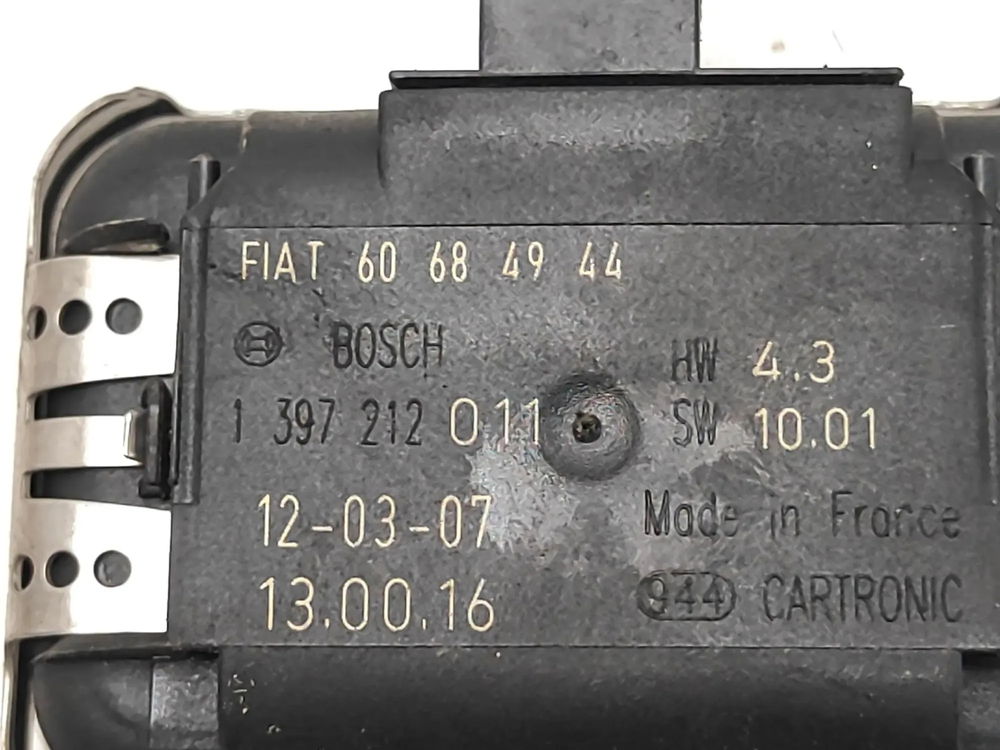 FIAT 60 68 49 44
BOSCH
1 397 212 011
HW 4.3
SW 10.01
12-03-07
13.00.16
Made in France
944 CARTRONIC